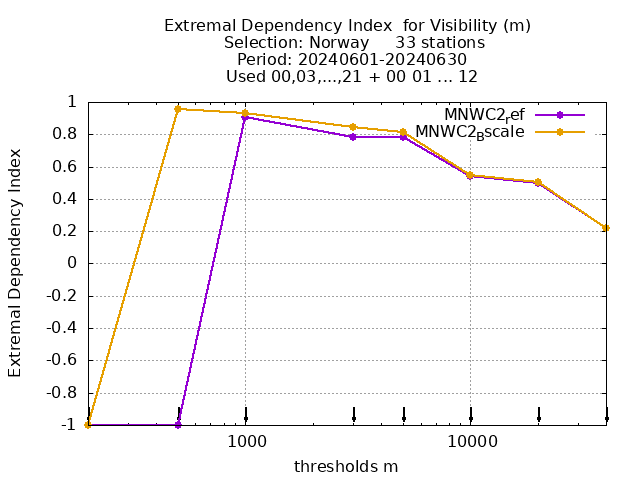 Extremal Dependency Index  for Visibility (m)
Selection: Norway     33 stations
Period: 20240601-20240630
Used 00,03,...,21 + 00 01 ... 12
MNWC2ref
MNWC2Bscale
1
0.8
0.6
0.4
0.2
0
-0.2
-0.4
-0.6
-0.8
-1
Extremal Dependency Index
1000
10000
thresholds m